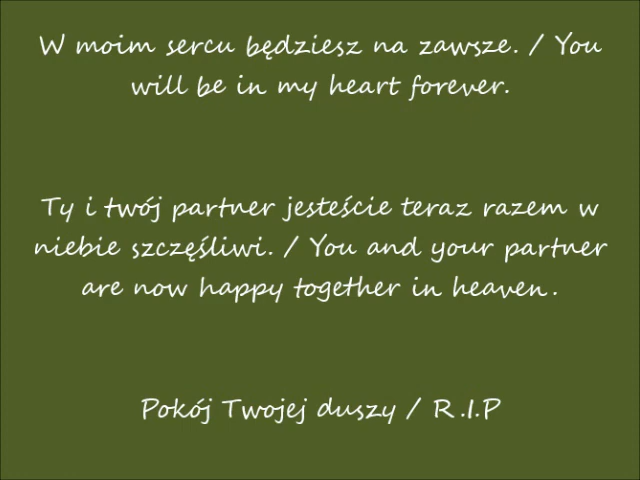 W moim sercu będziesz na zawsze. / You
will be in my heart forever.
Ty i twój partner jesteście teraz razem w
niebie szczęśliwi. / You and your partner
are now happy together in heaven.
Pokój Twojej duszy / R.I.P